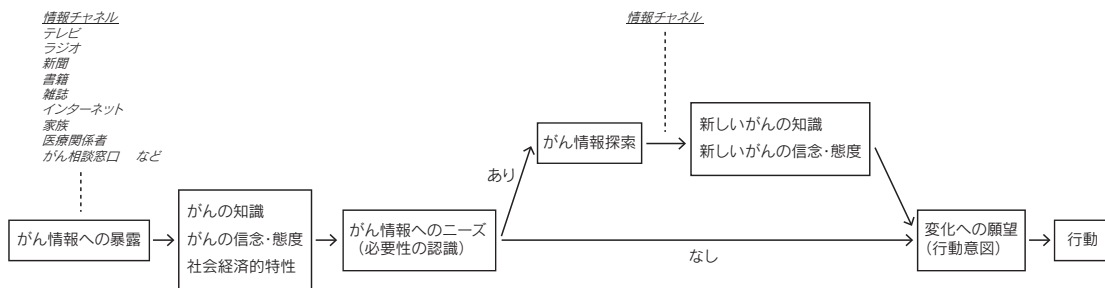 情報チャネル
テレビ
ラジオ
新聞
書籍
雑誌
インターネット
家族
医療関係者
がん相談窓口　など
情報チャネル
がん情報への暴露
がんの知識
がんの信念・態度
社会経済的特性
がん情報へのニーズ
（必要性の認識）
あり
がん情報探索
新しいがんの知識
新しいがんの信念・態度
なし
変化への願望
（行動意図）
行動